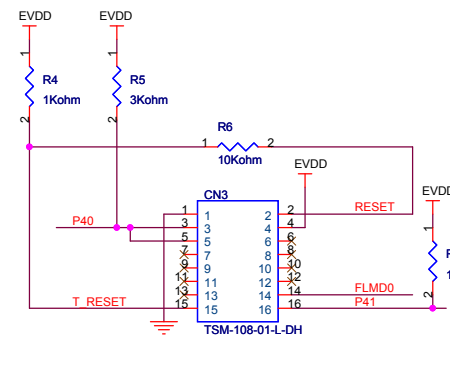 EVDD EVDD
1 1
R4 R5
1Kohm 3Kohm
2 2
R6
1 2
10Kohm
EVDD
CN3
EVDD
1 1 2 2 RESET
P40 3 3 4 4
5 5 6 6
7 7 8 8
9 9 10 10
11 11 12 12
13 13 14 14 FLMD0
T_RESET 15 15 16 16 P41
1
R
1
2
TSM-108-01-L-DH